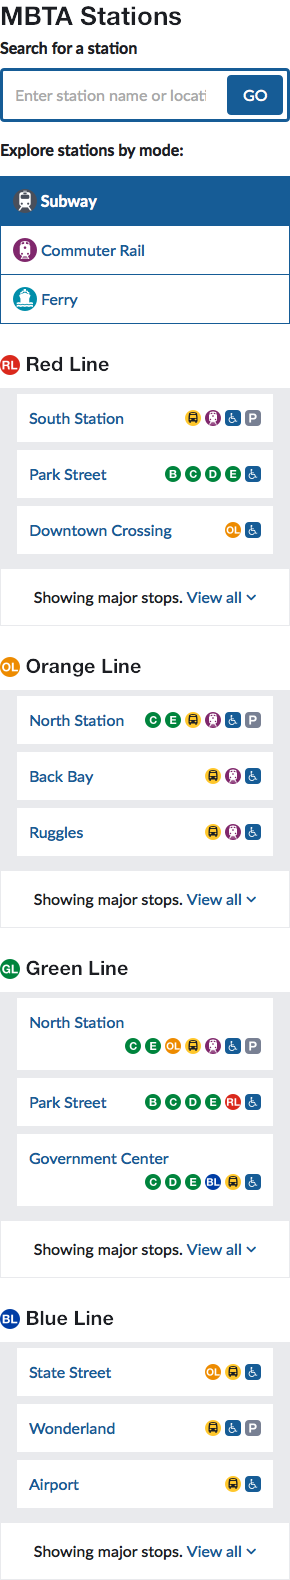 MBTA Stations
Search for a station
Enter station name or locati
GO
Explore stations by mode:
Subway
Commuter Rail
Ferry
RL Red Line
South Station P
Park Street B C D E
Downtown Crossing OL
Showing major stops. View all
OL Orange Line
North Station C E P
Back Bay
Ruggles
Showing major stops. View all
GL Green Line
North Station
C E OL P
Park Street B C D E RL
Government Center
C D E BL
Showing major stops. View all
BL Blue Line
State Street OL
Wonderland P
Airport
Showing major stops. View all